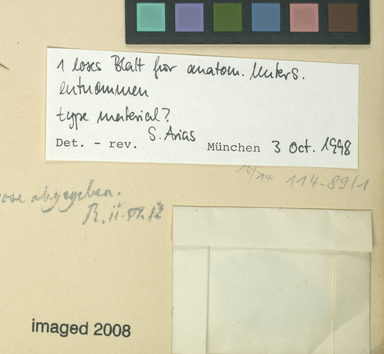 1 loses Blatt für anatom. Unters.
entnommen
type material?
S. Arias
Det. - rev. München 3 Oct. 1998
114-89/1
abgegeben.
imaged 2008